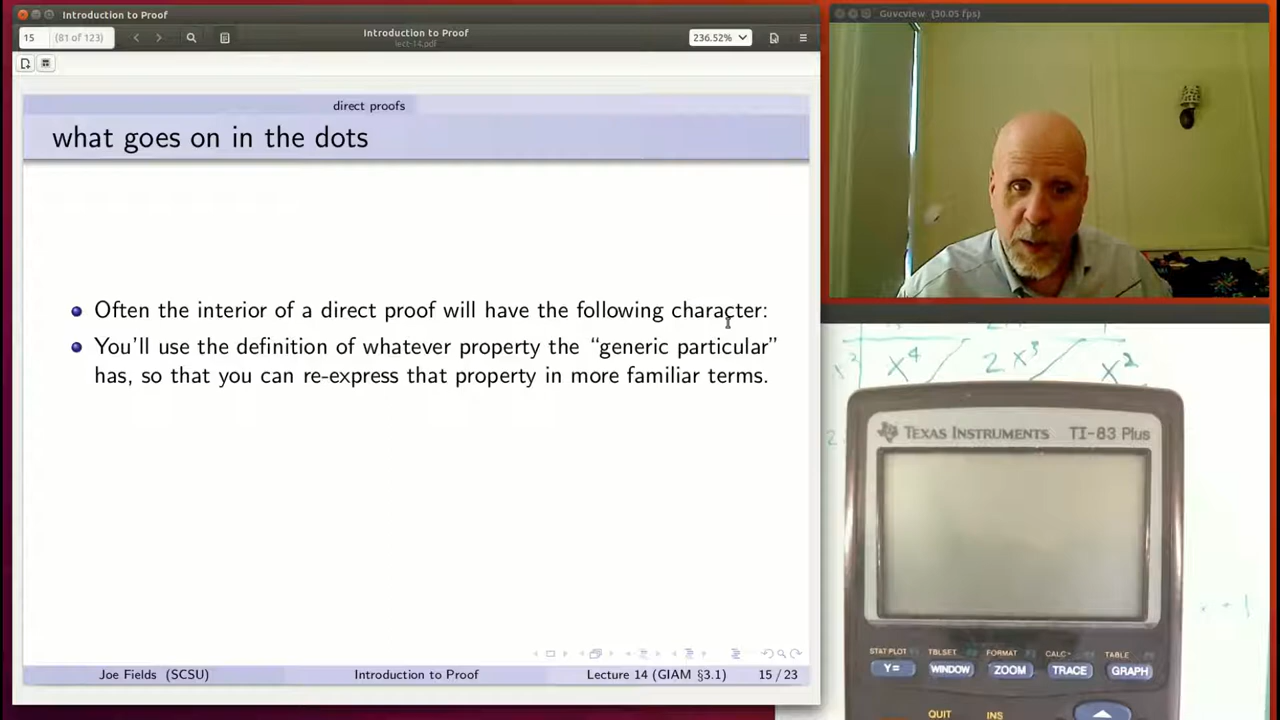 Introduction to Proof
15 (81 of 123)
Introduction to Proof
lect-14.pdf
236.52%
direct proofs
what goes on in the dots
Often the interior of a direct proof will have the following character:
You'll use the definition of whatever property the “generic particular”
has, so that you can re-express that property in more familiar terms.
Joe Fields (SCSU) Introduction to Proof Lecture 14 (GIAM §3.1) 15 / 23
Guvcview (30.05 fps)
x² x⁴ 2x³ x²
TEXAS INSTRUMENTS TI-83 Plus
STAT PLOT TBLSET FORMAT CALC TABLE
Y= WINDOW ZOOM TRACE GRAPH
QUIT INS